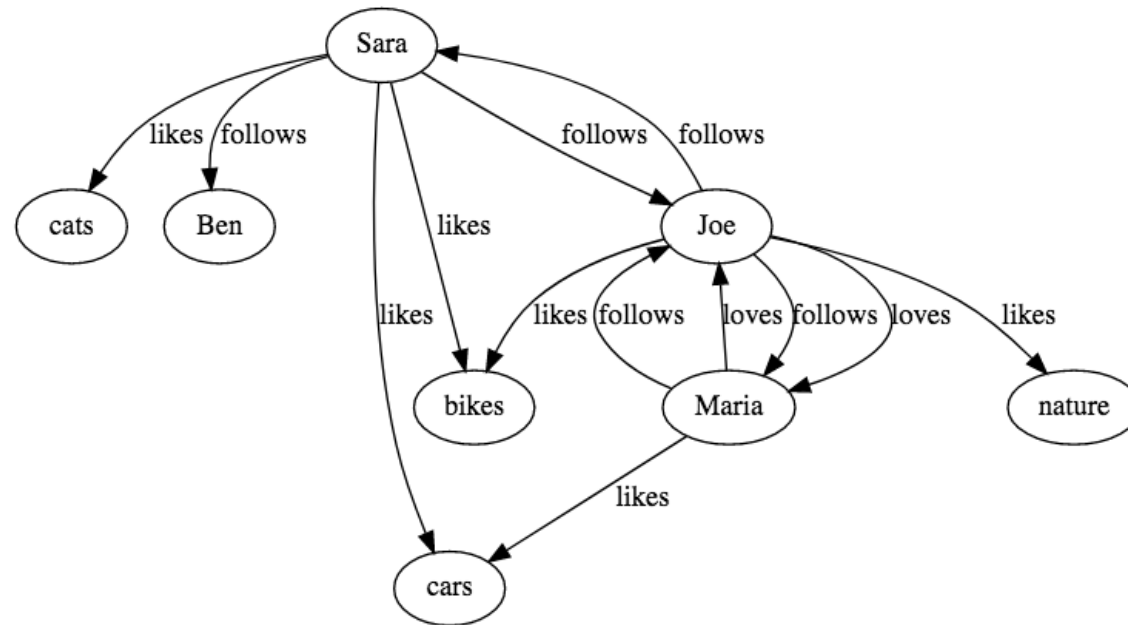 Sara
likes follows follows follows
cats Ben likes Joe
likes likes follows loves follows loves likes
bikes Maria nature
likes
cars